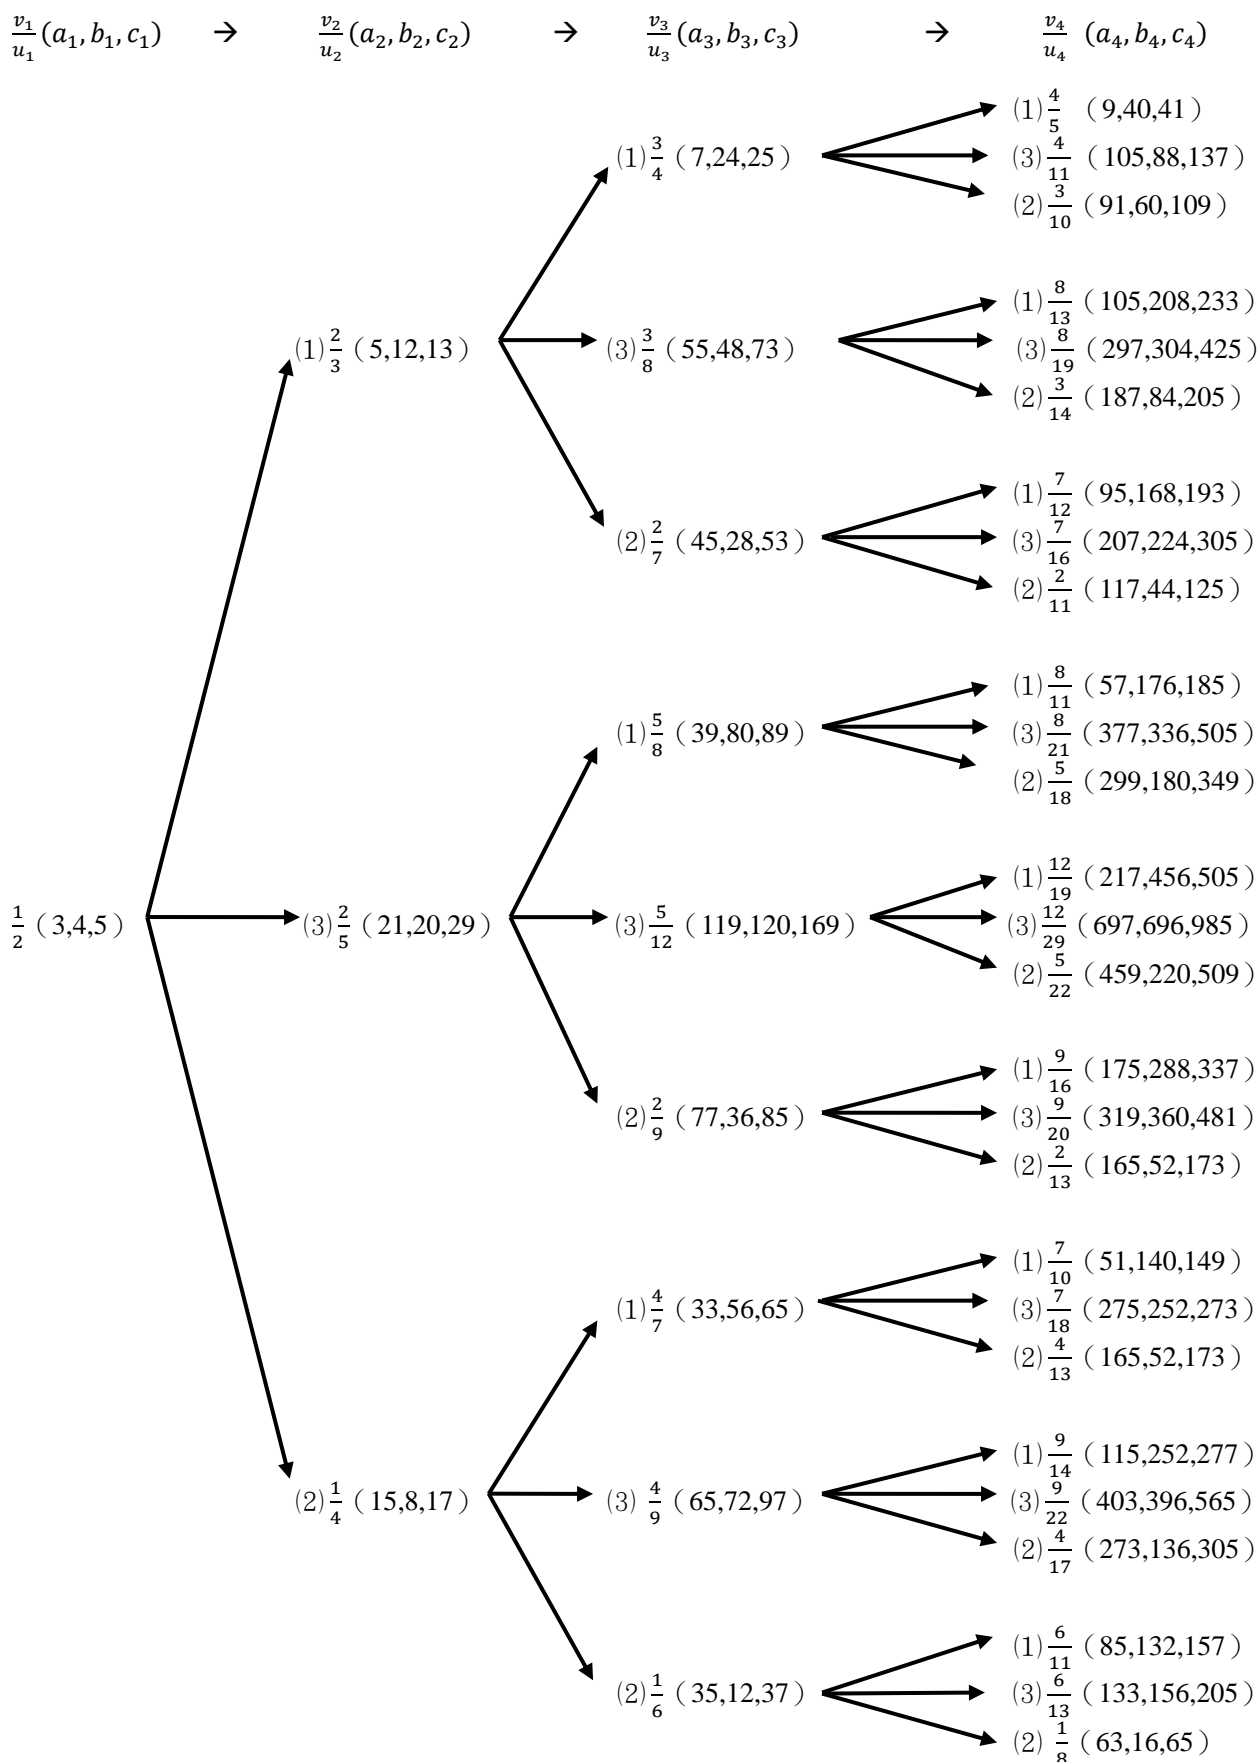 v₁/u₁ (a₁, b₁, c₁) → v₂/u₂ (a₂, b₂, c₂) → v₃/u₃ (a₃, b₃, c₃) → v₄/u₄ (a₄, b₄, c₄)
(1) 4/5 (9,40,41)
(1) 3/4 (7,24,25) (3) 4/11 (105,88,137)
(2) 3/10 (91,60,109)
(1) 8/13 (105,208,233)
(1) 2/3 (5,12,13) (3) 3/8 (55,48,73) (3) 8/19 (297,304,425)
(2) 3/14 (187,84,205)
(1) 7/12 (95,168,193)
(2) 2/7 (45,28,53) (3) 7/16 (207,224,305)
(2) 2/11 (117,44,125)
(1) 8/11 (57,176,185)
(1) 5/8 (39,80,89) (3) 8/21 (377,336,505)
(2) 5/18 (299,180,349)
(1) 12/19 (217,456,505)
1/2 (3,4,5) (3) 2/5 (21,20,29) (3) 5/12 (119,120,169) (3) 12/29 (697,696,985)
(2) 5/22 (459,220,509)
(1) 9/16 (175,288,337)
(2) 2/9 (77,36,85) (3) 9/20 (319,360,481)
(2) 2/13 (165,52,173)
(1) 7/10 (51,140,149)
(1) 4/7 (33,56,65) (3) 7/18 (275,252,273)
(2) 4/13 (165,52,173)
(1) 9/14 (115,252,277)
(2) 1/4 (15,8,17) (3) 4/9 (65,72,97) (3) 9/22 (403,396,565)
(2) 4/17 (273,136,305)
(1) 6/11 (85,132,157)
(2) 1/6 (35,12,37) (3) 6/13 (133,156,205)
(2) 1/8 (63,16,65)